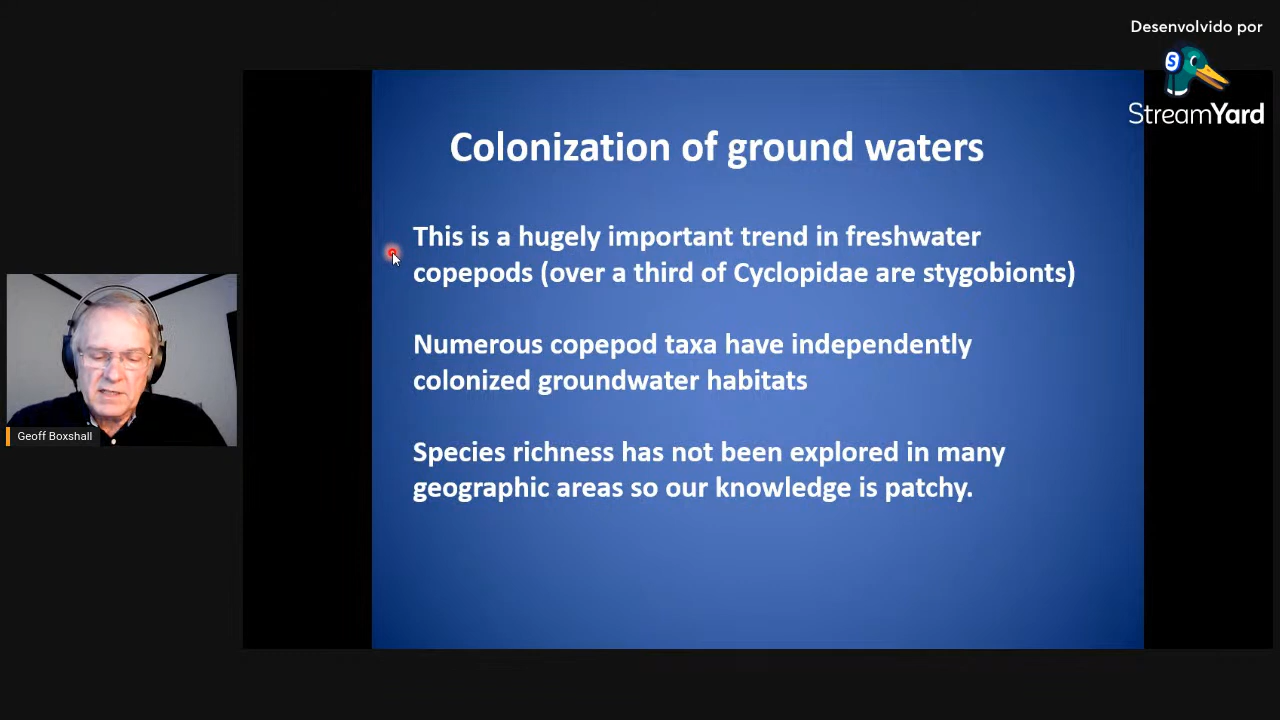 Desenvolvido por
StreamYard
Colonization of ground waters
This is a hugely important trend in freshwater
copepods (over a third of Cyclopidae are stygobionts)
Numerous copepod taxa have independently
colonized groundwater habitats
Species richness has not been explored in many
geographic areas so our knowledge is patchy.
Geoff Boxshall